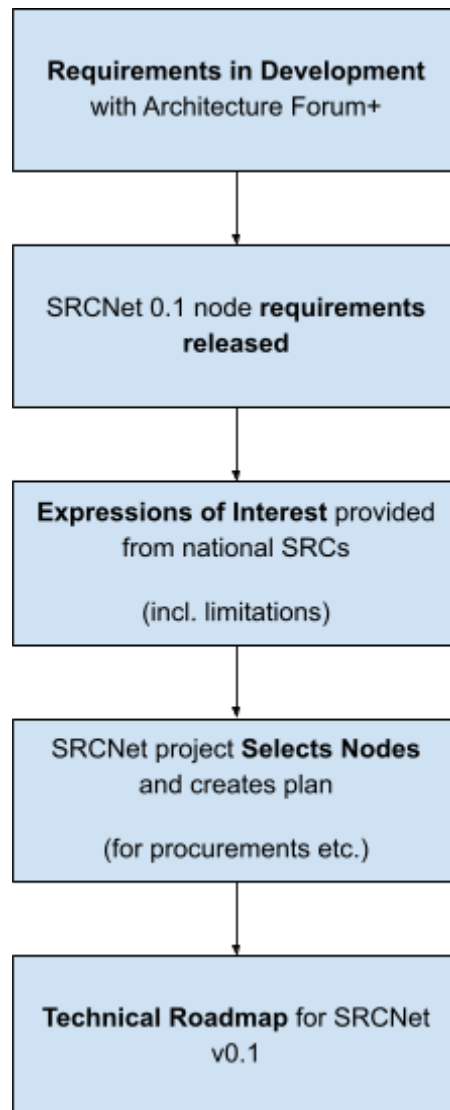 Requirements in Development
with Architecture Forum+
SRCNet 0.1 node requirements
released
Expressions of Interest provided
from national SRCs
(incl. limitations)
SRCNet project Selects Nodes
and creates plan
(for procurements etc.)
Technical Roadmap for SRCNet
v0.1